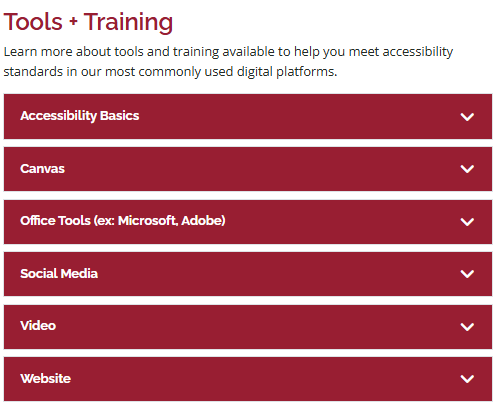 Tools + Training
Learn more about tools and training available to help you meet accessibility
standards in our most commonly used digital platforms.
Accessibility Basics
Canvas
Office Tools (ex: Microsoft, Adobe)
Social Media
Video
Website